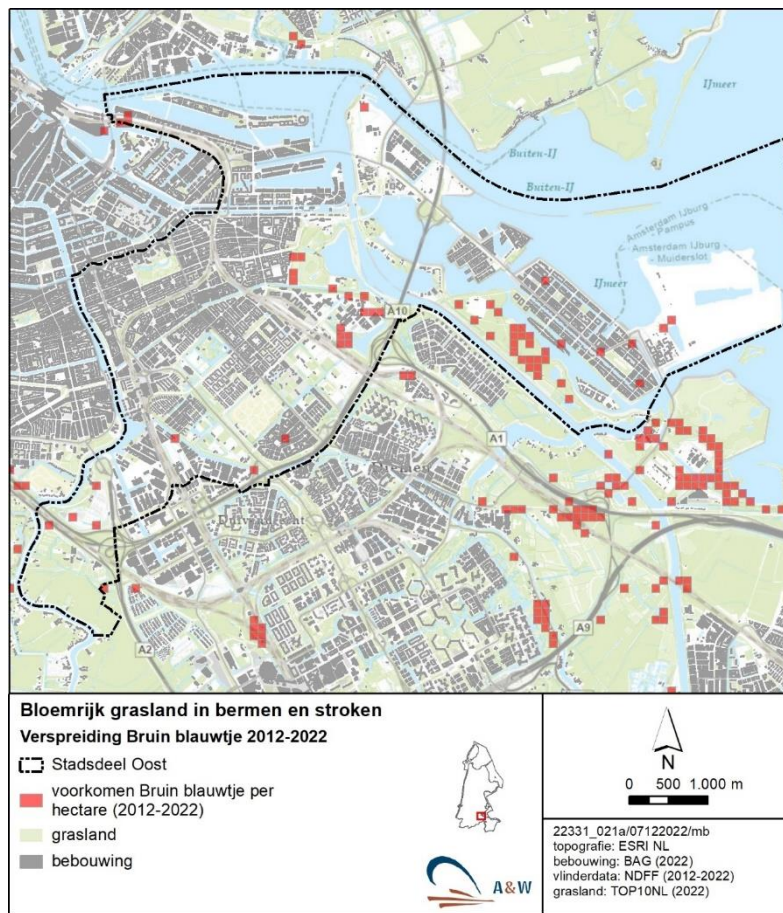 IJmeer
Buiten-IJ
Buiten-IJ
Amsterdam IJburg
- Pampus
Amsterdam IJburg
- Muiderslot
IJmeer
A10
A1
Diemen
Duivendrecht
A9
A2
Bloemrijk grasland in bermen en stroken
Verspreiding Bruin blauwtje 2012-2022
Stadsdeel Oost
voorkomen Bruin blauwtje per
hectare (2012-2022)
grasland
bebouwing
A&W
N
0 500 1.000 m
22331_021a/07122022/mb
topografie: ESRI NL
bebouwing: BAG (2022)
vlinderdata: NDFF (2012-2022)
grasland: TOP10NL (2022)